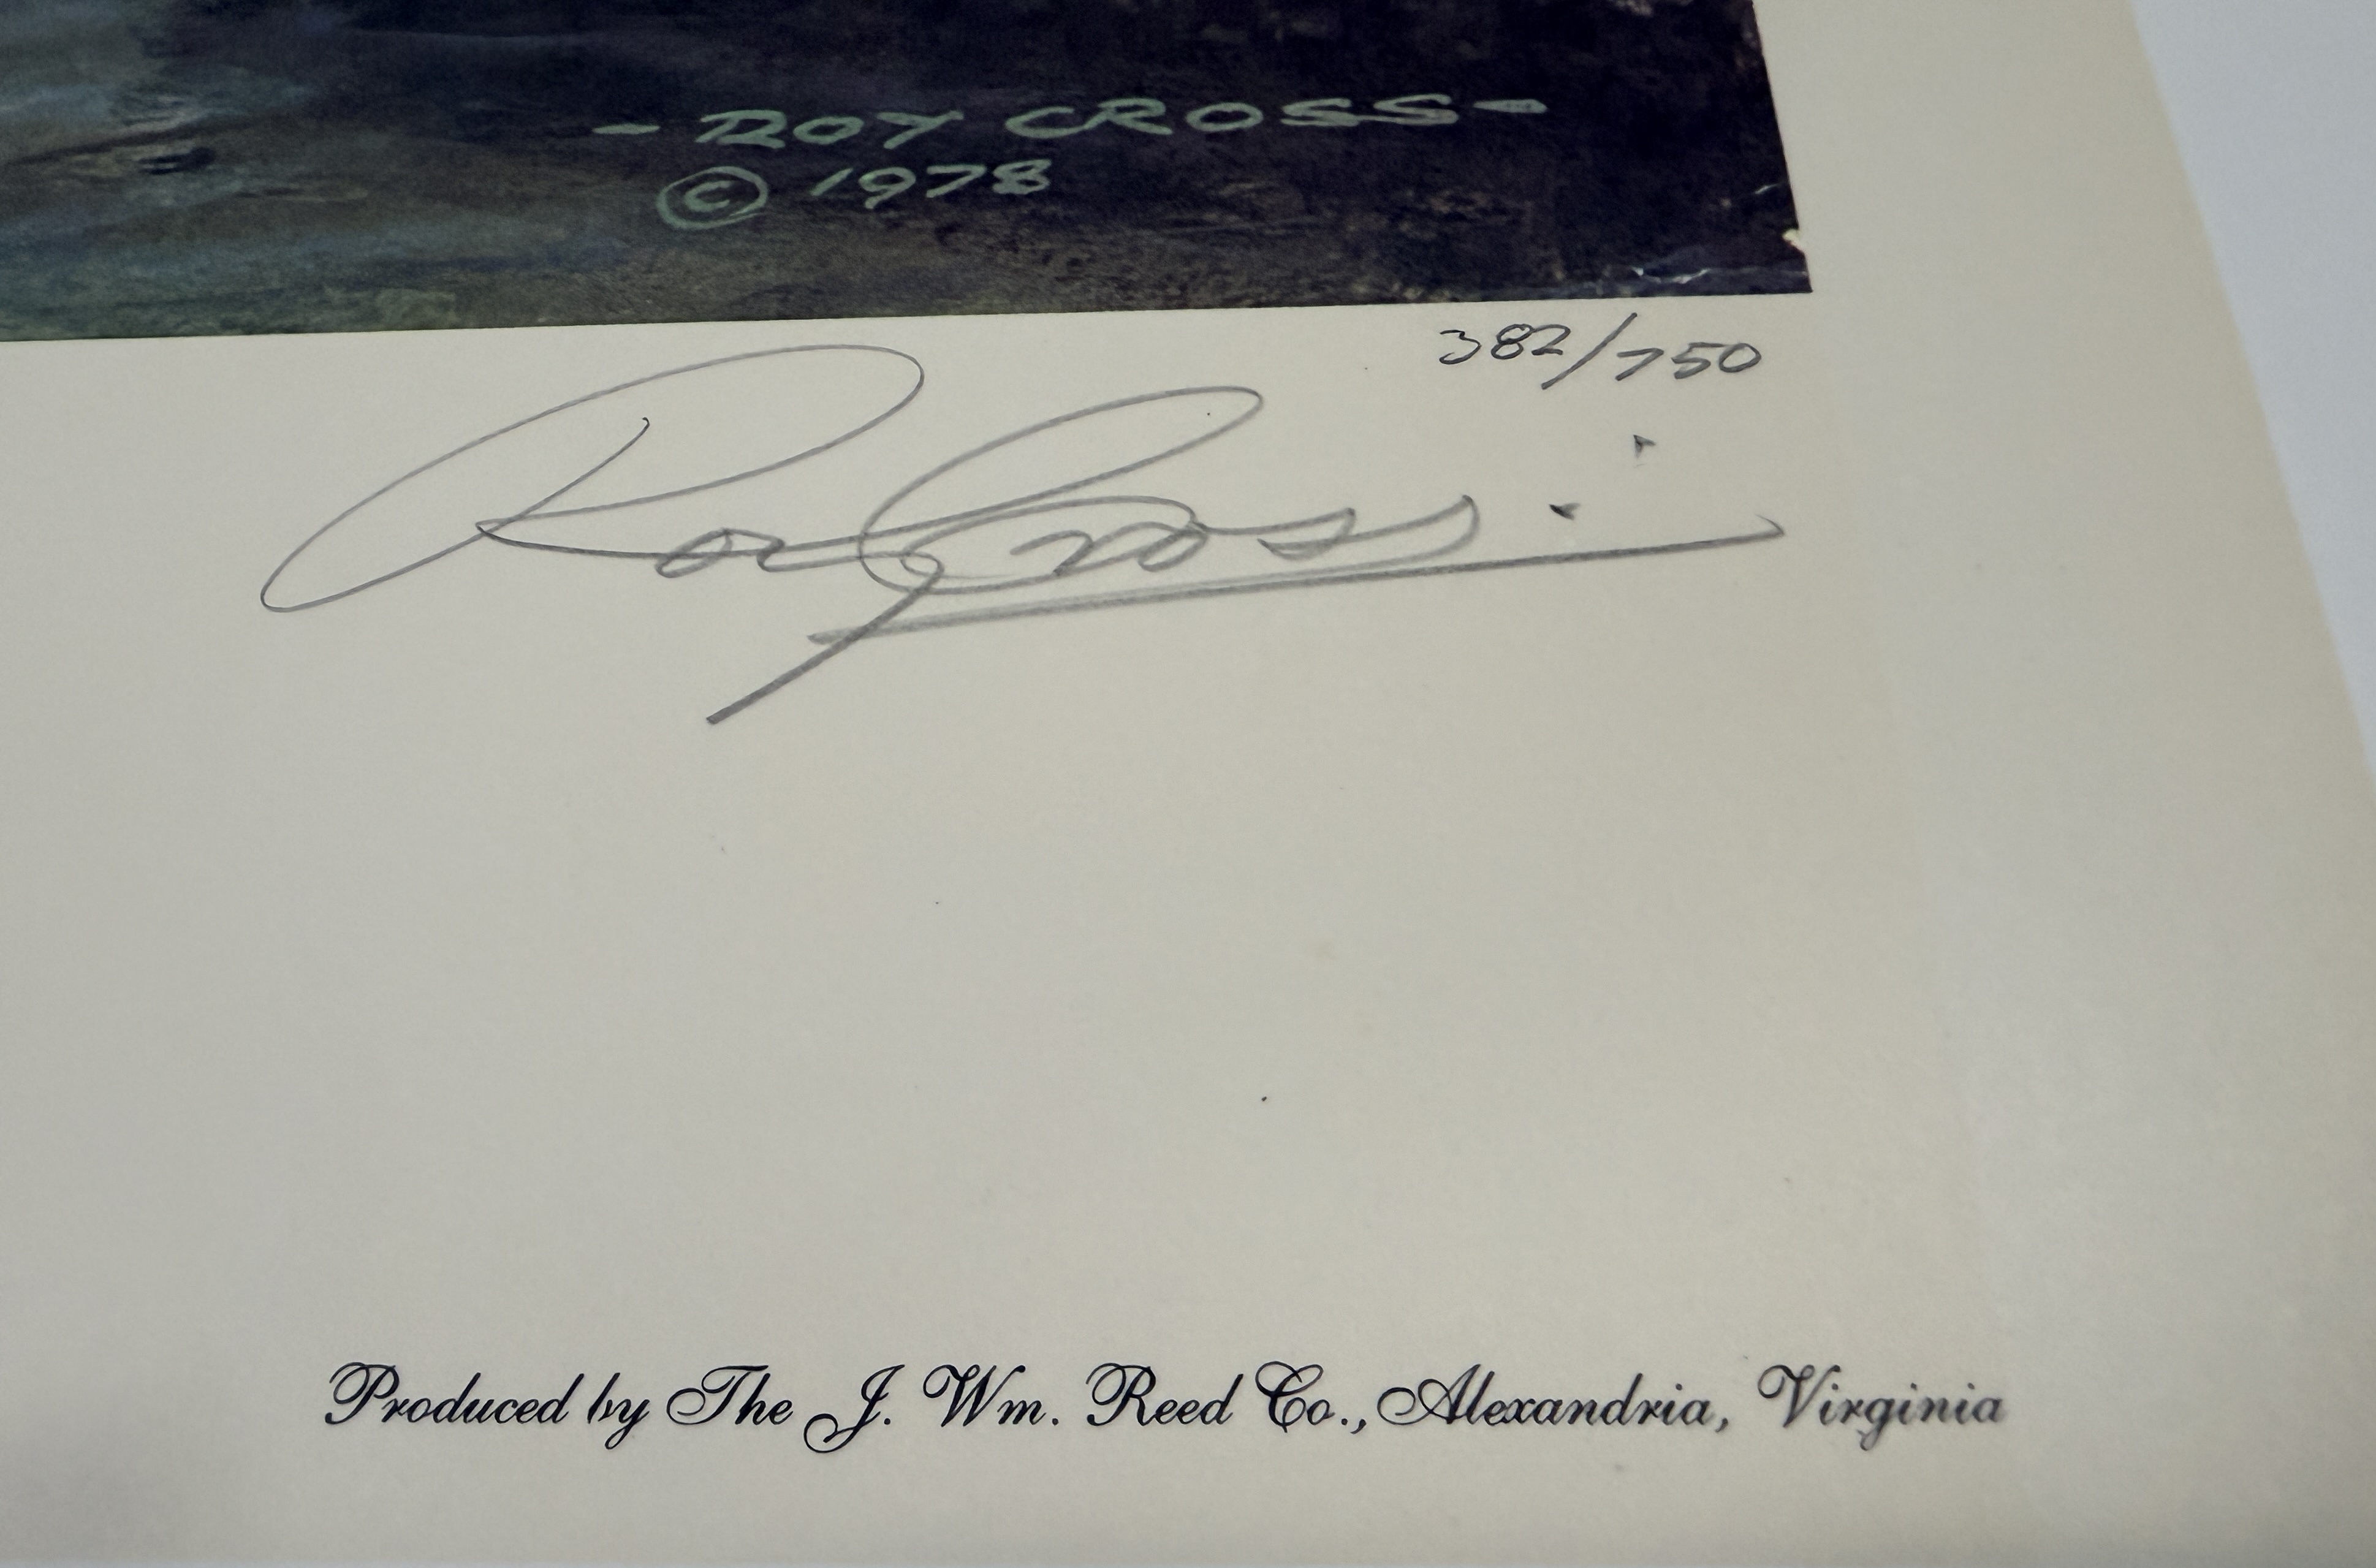 - ROY CROSS -
© 1978
382/750
Roy Cross
Produced by The J. Wm. Reed Co., Alexandria, Virginia